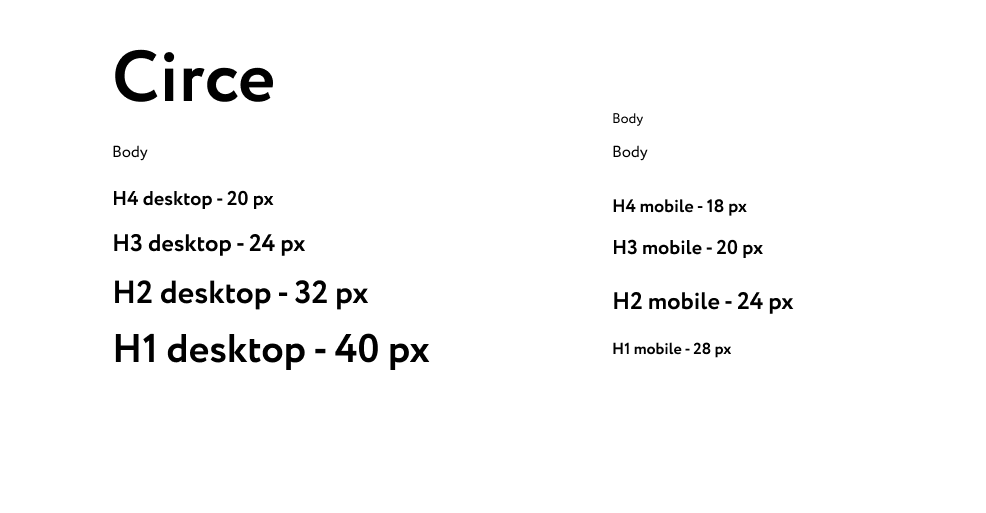 Circe
Body
H4 desktop - 20 px
H3 desktop - 24 px
H2 desktop - 32 px
H1 desktop - 40 px
Body
Body
H4 mobile - 18 px
H3 mobile - 20 px
H2 mobile - 24 px
H1 mobile - 28 px